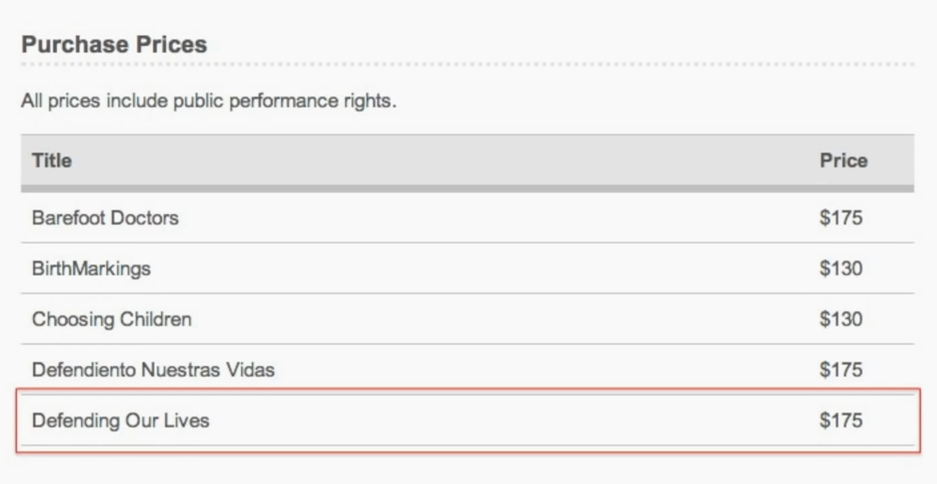 Purchase Prices
All prices include public performance rights.
Title Price
Barefoot Doctors $175
BirthMarkings $130
Choosing Children $130
Defendiento Nuestras Vidas $175
Defending Our Lives $175